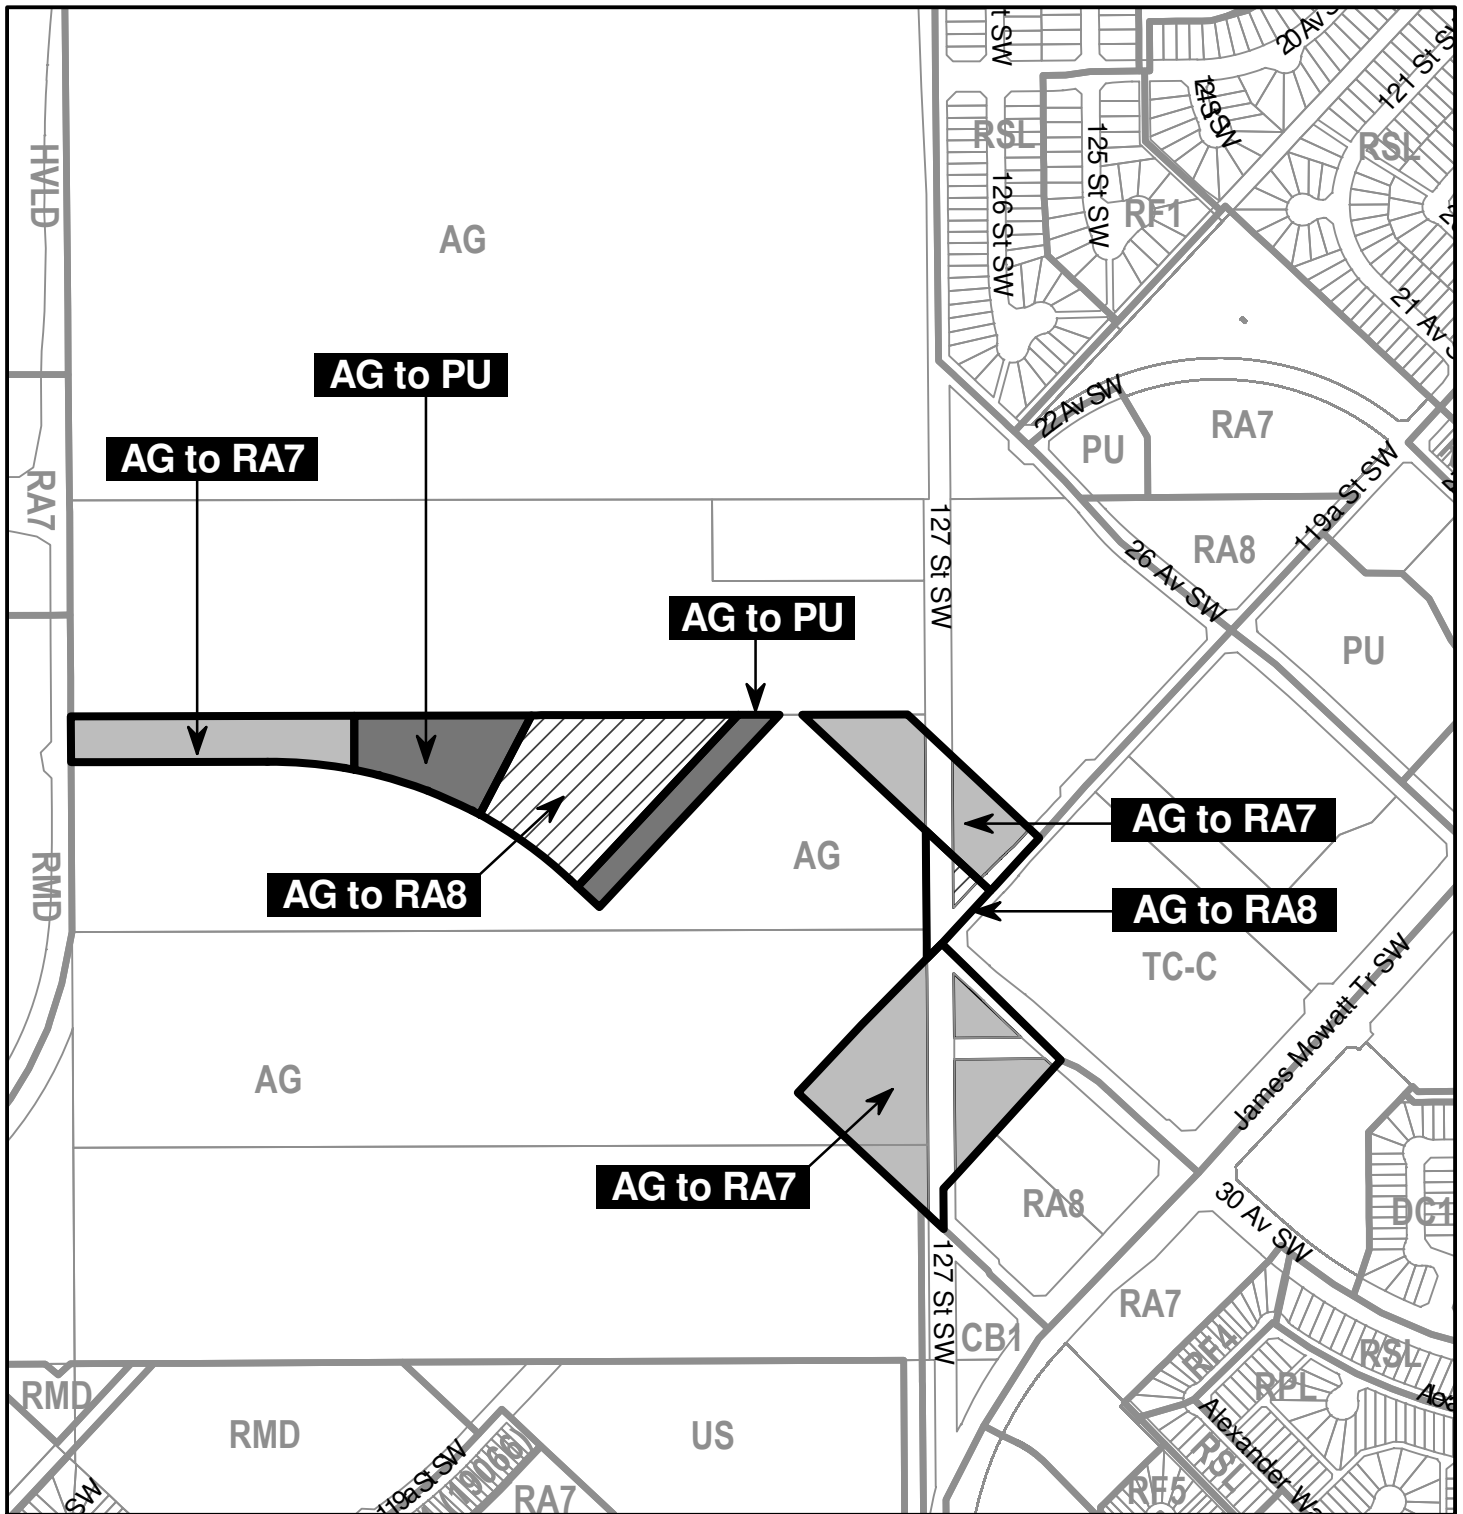 St SW
20 Av S
121 St SW
HVLD
RSL
125 St SW
RSL
126 St SW
RF1
AG
21 Av S
AG to PU
22 Av SW
RA7
PU
AG to RA7
119a St SW
RA7
127 St SW
RA8
26 Av SW
AG to PU
PU
AG to RA7
AG
RMD
AG to RA8
AG to RA8
TC-C
James Mowatt Tr SW
AG
AG to RA7
RA8
30 Av SW
DC1
127 St SW
RA7
CB1
RF4
RSL
RMD
RPL
RMD
US
Alexander Wa
RSL
119a St SW
(19066)
RA7
RF5
SW